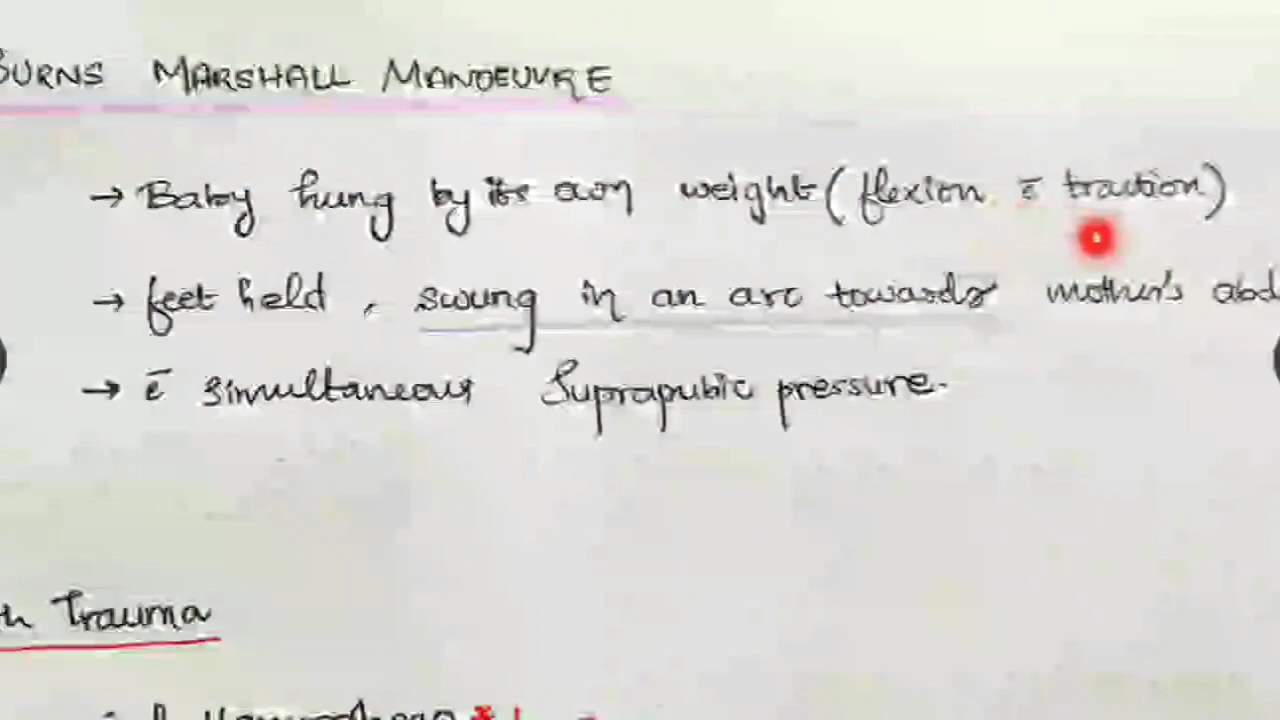 BURNS MARSHALL MANOEUVRE
→ Baby hung by its own weight (flexion c̄ traction)
→ feet held, swung in an arc towards mother's abd
→ c̄ simultaneous Suprapubic pressure.
Trauma